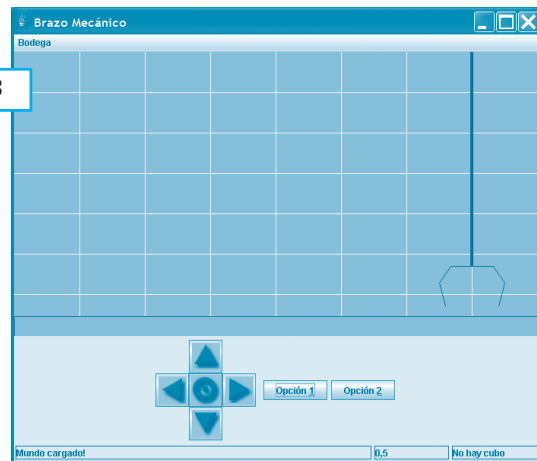 Brazo Mecánico
Bodega
3
Opción 1
Opción 2
Mundo cargado!
0,5
No hay cubo